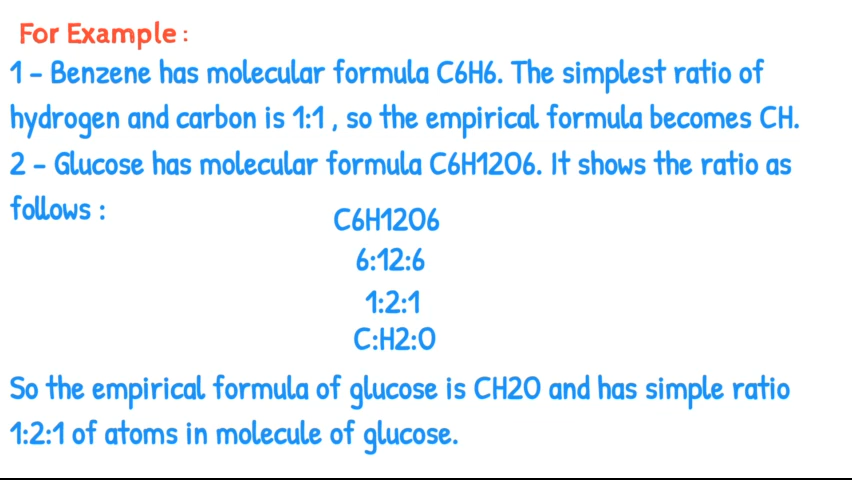 For Example :
1 - Benzene has molecular formula C6H6. The simplest ratio of
hydrogen and carbon is 1:1 , so the empirical formula becomes CH.
2 - Glucose has molecular formula C6H12O6. It shows the ratio as
follows :
C6H12O6
6:12:6
1:2:1
C:H2:O
So the empirical formula of glucose is CH2O and has simple ratio
1:2:1 of atoms in molecule of glucose.